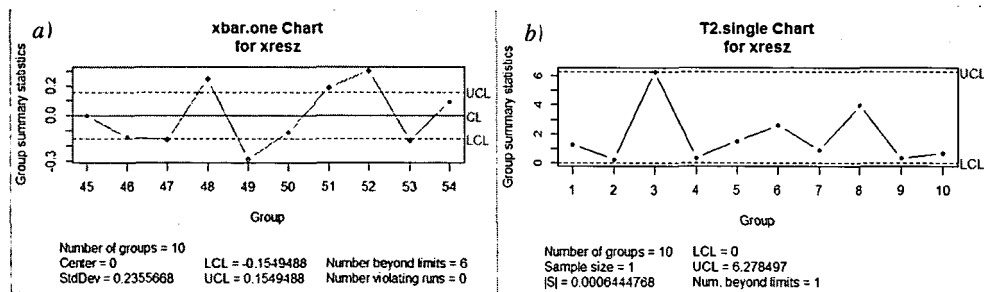 a)
xbar.one Chart
for xresz
Group summary statistics
0.2
0.0
-0.3
UCL
CL
LCL
45 46 47 48 49 50 51 52 53 54
Group
Number of groups = 10
Center = 0
StdDev = 0.2355668
LCL = -0.1549488
UCL = 0.1549488
Number beyond limits = 6
Number violating runs = 0
b)
T2.single Chart
for xresz
Group summary statistics
6
4
2
0
UCL
LCL
1 2 3 4 5 6 7 8 9 10
Group
Number of groups = 10
Sample size = 1
|S| = 0.0006444768
LCL = 0
UCL = 6.278497
Num. beyond limits = 1